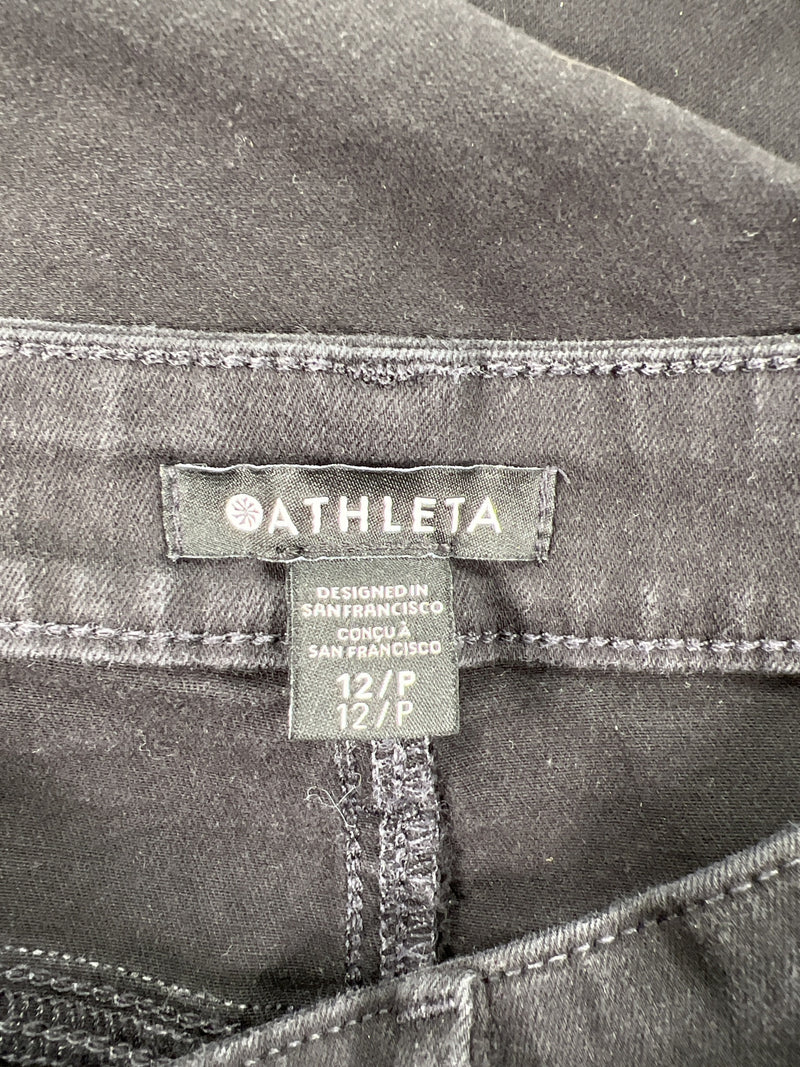 ATHLETA
DESIGNED IN
SAN FRANCISCO
CONÇU À
SAN FRANCISCO
12/P
12/P